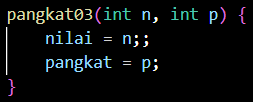 pangkat03(int n, int p) {
    nilai = n;;
    pangkat = p;
}